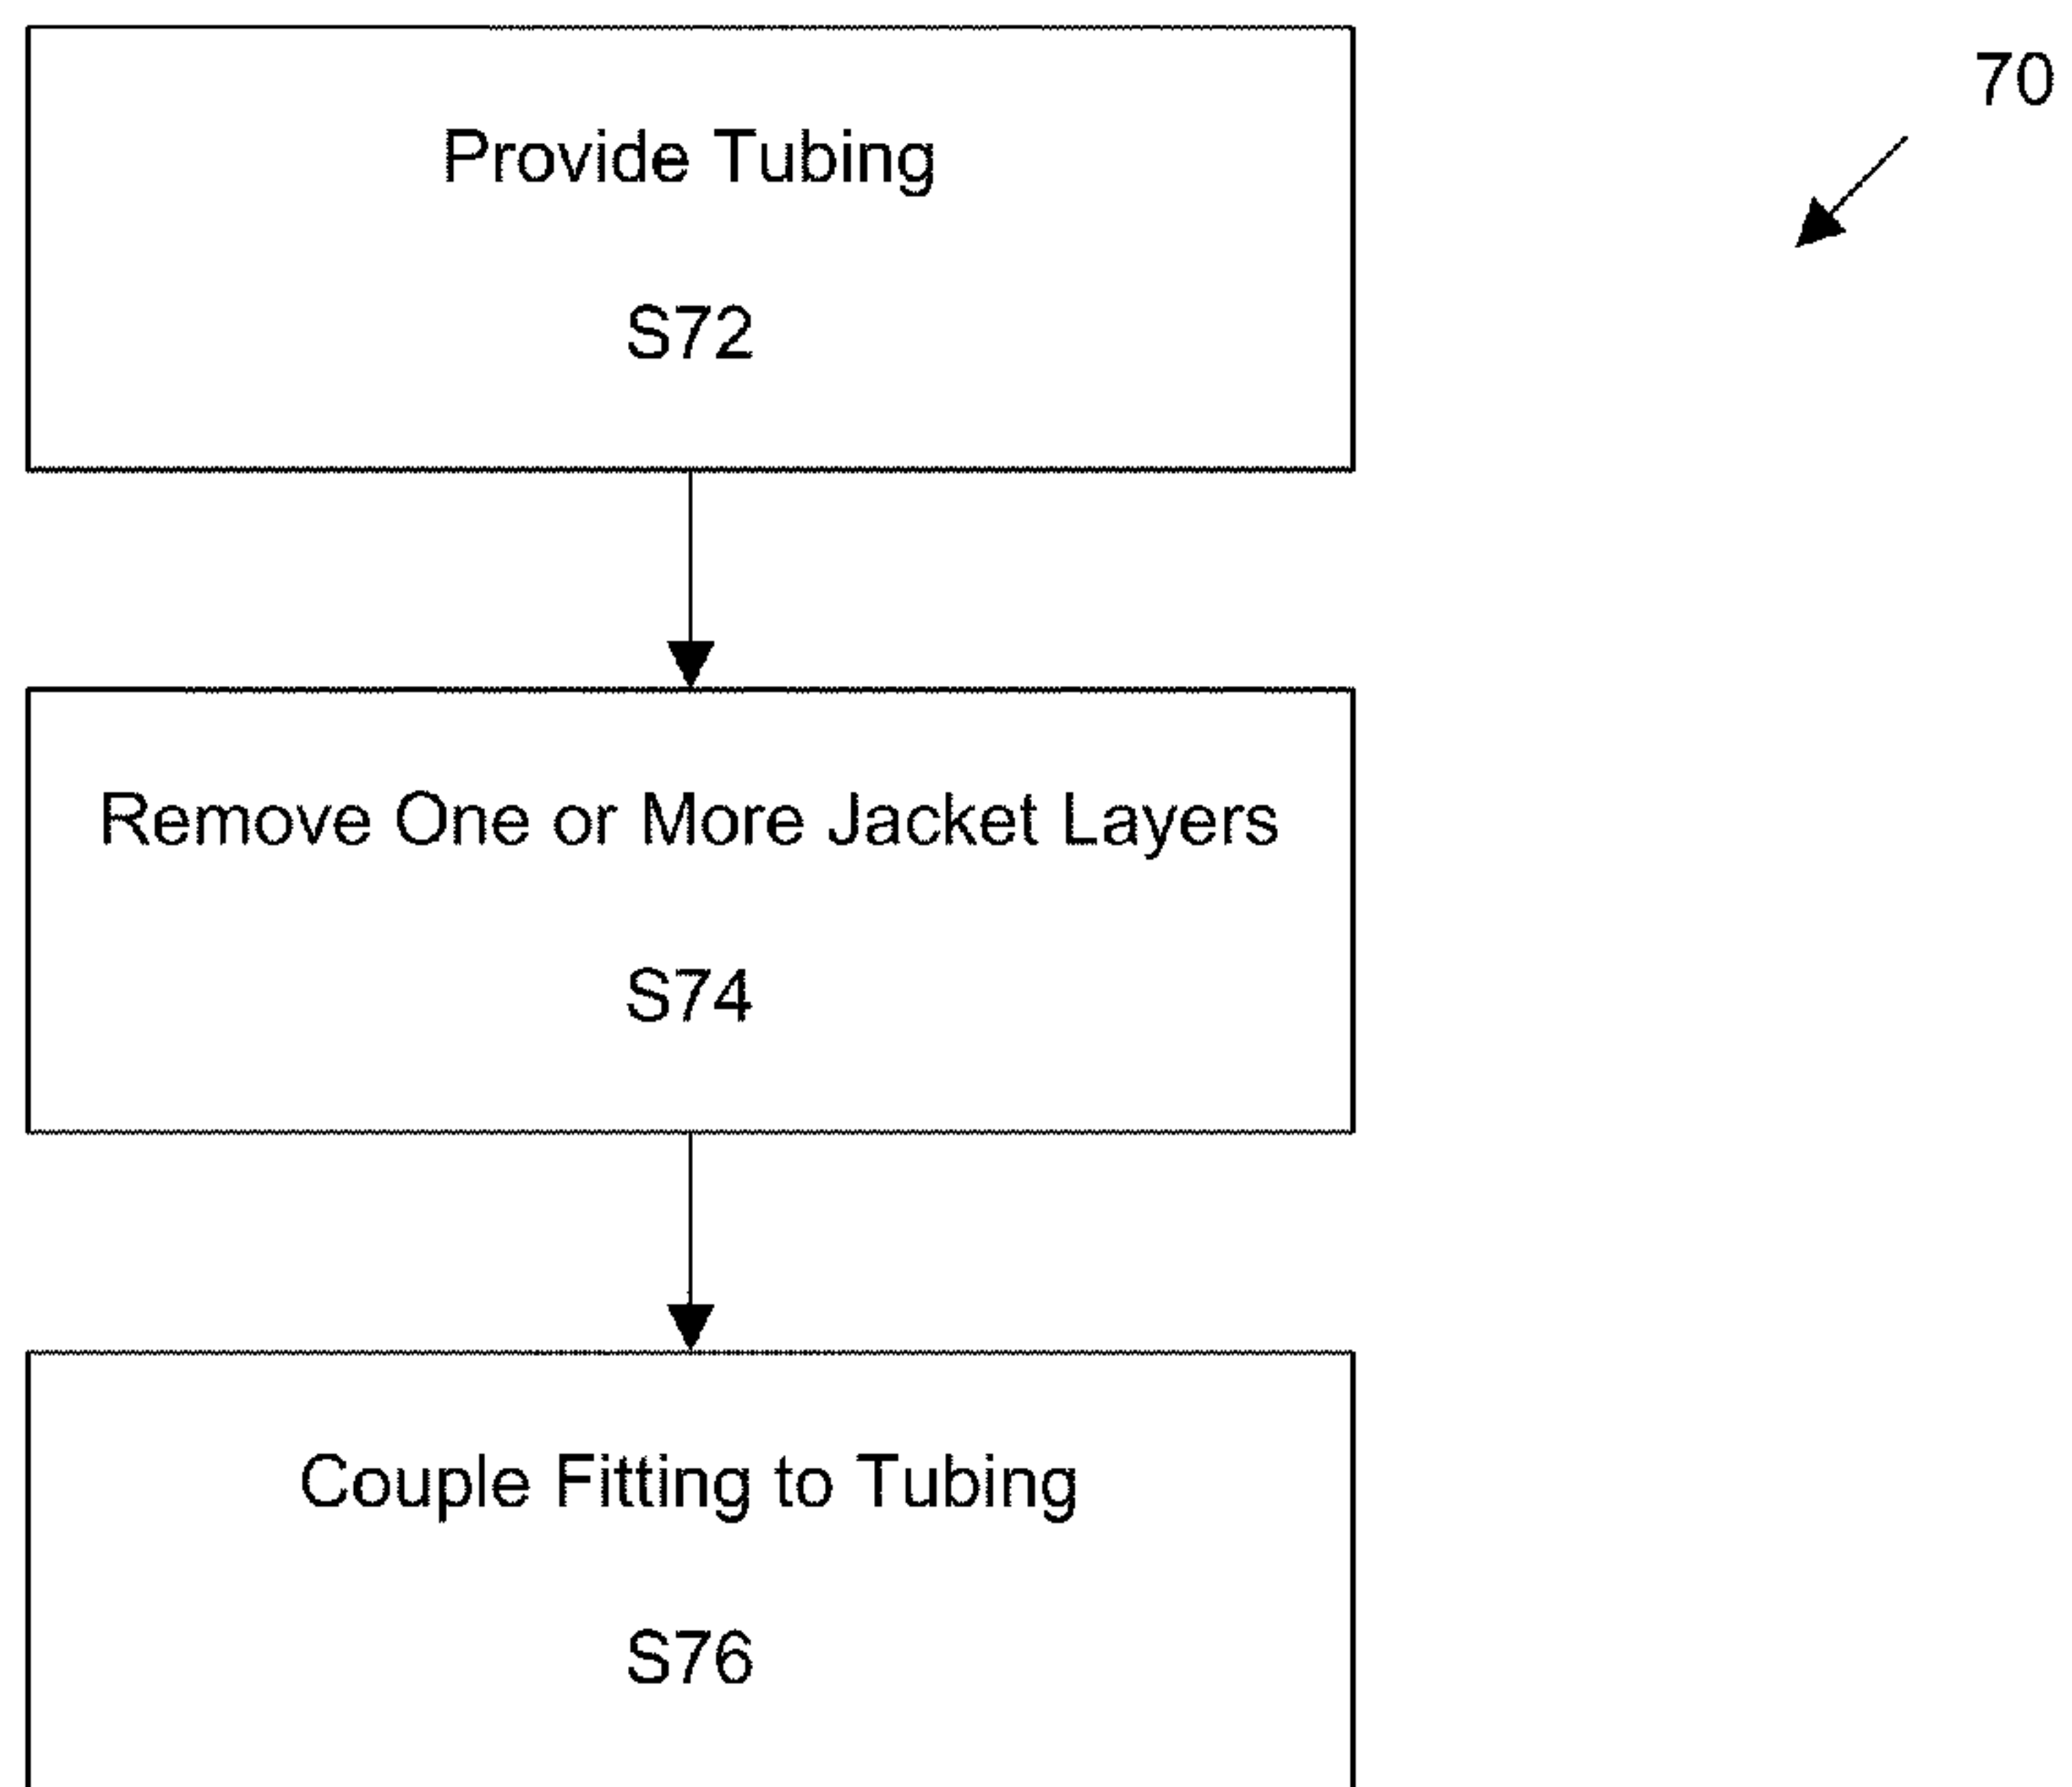 70
Provide Tubing
S72
Remove One or More Jacket Layers
S74
Couple Fitting to Tubing
S76